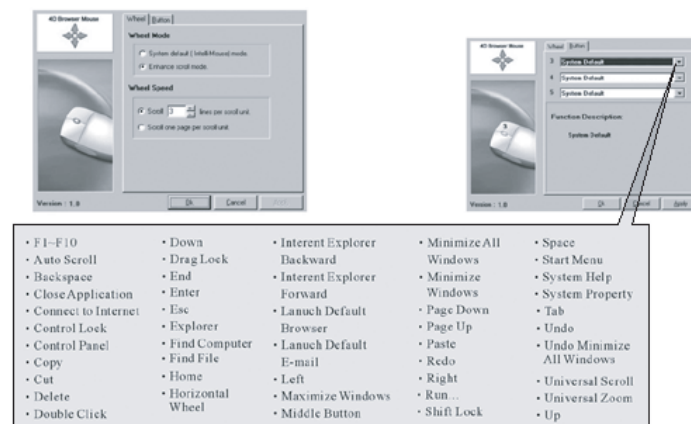 4D Browser Mouse
Wheel Button
Wheel Mode
System default ( IntelliMouse) mode.
Enhance scroll mode.
Wheel Speed
Scroll 3 lines per scroll unit.
Scroll one page per scroll unit.
Version : 1.0
Ok Cancel Apply
4D Browser Mouse
Wheel Button
3 System Default
4 System Default
5 System Default
Function Description:
System Default
5
Version : 1.0
Ok Cancel Apply
• F1~F10
• Auto Scroll
• Backspace
• CloseApplication
• Connect to Internet
• Control Lock
• Control Panel
• Copy
• Cut
• Delete
• Double Click
• Down
• Drag Lock
• End
• Enter
• Esc
• Explorer
• Find Computer
• Find File
• Home
• Horizontal
Wheel
• Interent Explorer
Backward
• Interent Explorer
Forward
• Lanuch Default
Browser
• Lanuch Default
E-mail
• Left
• Maximize Windows
• Middle Button
• Minimize All
Windows
• Minimize
Windows
• Page Down
• Page Up
• Paste
• Redo
• Right
• Run...
• Shift Lock
• Space
• Start Menu
• System Help
• System Property
• Tab
• Undo
• Undo Minimize
All Windows
• Universal Scroll
• Universal Zoom
• Up